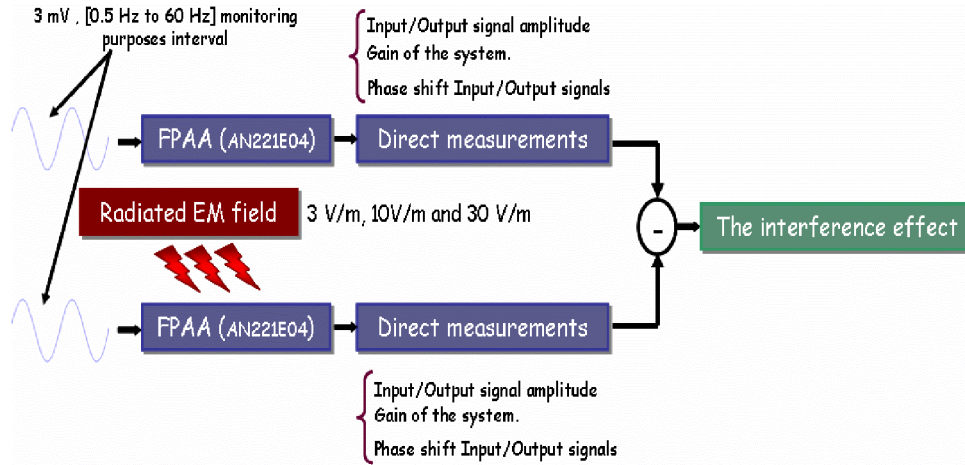 3 mV , [0.5 Hz to 60 Hz] monitoring
purposes interval
Input/Output signal amplitude
Gain of the system.
Phase shift Input/Output signals
FPAA (AN221E04)
Direct measurements
Radiated EM field
3 V/m, 10V/m and 30 V/m
-
The interference effect
FPAA (AN221E04)
Direct measurements
Input/Output signal amplitude
Gain of the system.
Phase shift Input/Output signals